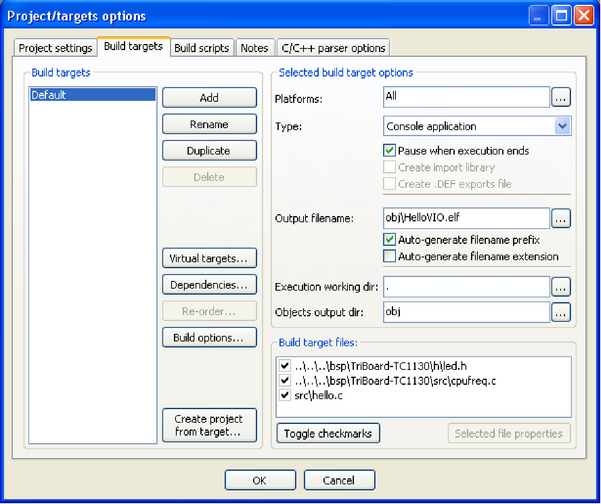 Project/targets options
Project settings
Build targets
Build scripts
Notes
C/C++ parser options
Build targets
Default
Add
Rename
Duplicate
Delete
Virtual targets...
Dependencies...
Re-order...
Build options...
Create project
from target...
Selected build target options
Platforms:
All
...
Type:
Console application
Pause when execution ends
Create import library
Create .DEF exports file
Output filename:
obj\HelloVIO.elf
...
Auto-generate filename prefix
Auto-generate filename extension
Execution working dir:
.
...
Objects output dir:
obj
...
Build target files:
..\..\..\bsp\TriBoard-TC1130\h\led.h
..\..\..\bsp\TriBoard-TC1130\src\cpufreq.c
src\hello.c
Toggle checkmarks
Selected file properties
OK
Cancel